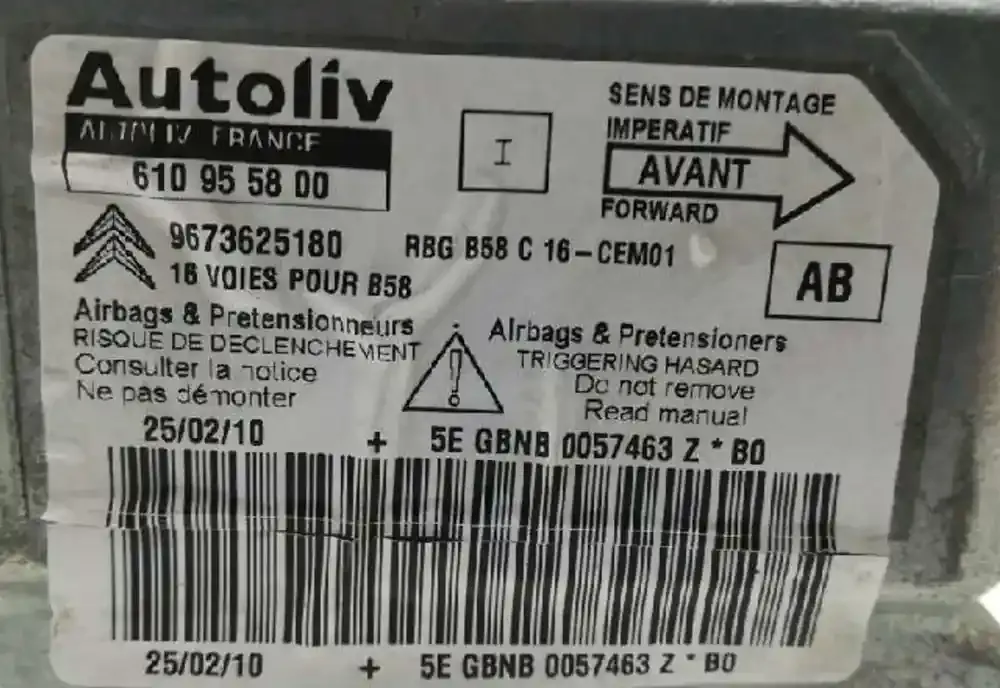 Autoliv
AUTOLIV FRANCE
610 95 58 00
I
SENS DE MONTAGE
IMPERATIF
AVANT
FORWARD
9673625180 RBG B58 C 16-CEM01
16 VOIES POUR B58
AB
Airbags & Pretensionneurs
RISQUE DE DECLENCHEMENT
Consulter la notice
Ne pas démonter
Airbags & Pretensioners
TRIGGERING HASARD
Do not remove
Read manual
25/02/10 + 5E GBNB 0057463 Z * B0
25/02/10 + 5E GBNB 0057463 Z * B0